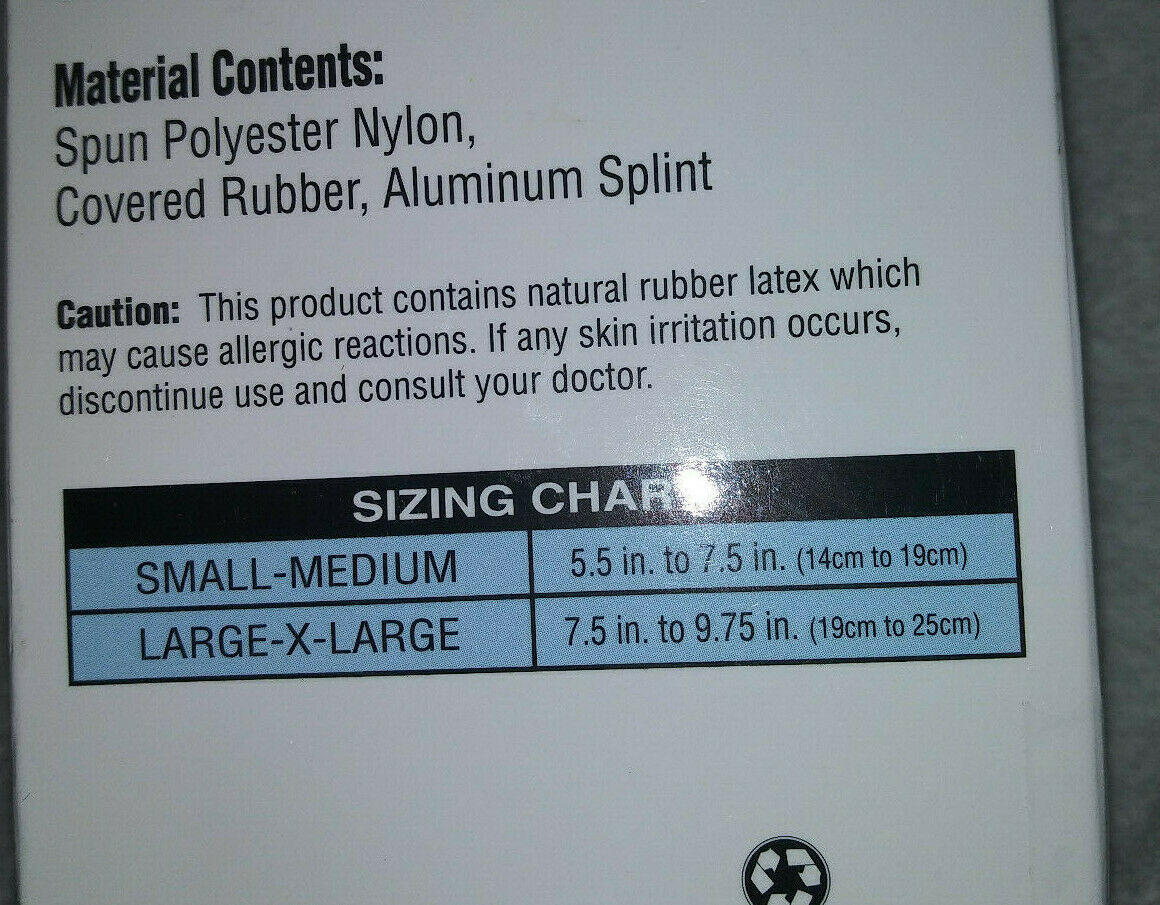 Material Contents:
Spun Polyester Nylon,
Covered Rubber, Aluminum Splint
Caution: This product contains natural rubber latex which
may cause allergic reactions. If any skin irritation occurs,
discontinue use and consult your doctor.
SIZING CHART
SMALL-MEDIUM 5.5 in. to 7.5 in. (14cm to 19cm)
LARGE-X-LARGE 7.5 in. to 9.75 in. (19cm to 25cm)